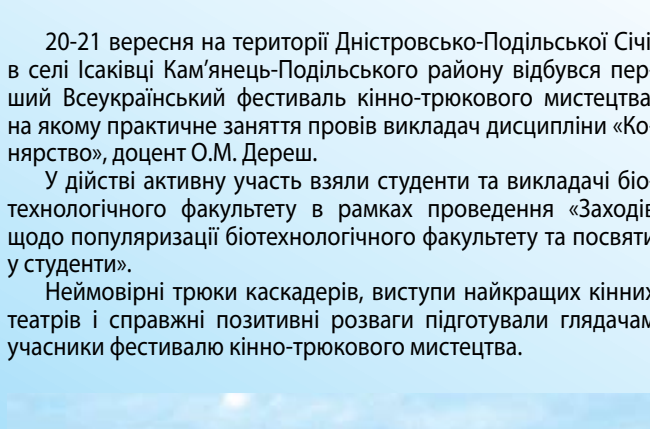 20-21 вересня на території Дністровсько-Подільської Січі
в селі Ісаківці Кам’янець-Подільського району відбувся пер-
ший Всеукраїнський фестиваль кінно-трюкового мистецтва
на якому практичне заняття провів викладач дисципліни «Ко-
нярство», доцент О.М. Дереш.
У дійстві активну участь взяли студенти та викладачі біо-
технологічного факультету в рамках проведення «Заходів
щодо популяризації біотехнологічного факультету та посвяти
у студенти».
Неймовірні трюки каскадерів, виступи найкращих кінних
театрів і справжні позитивні розваги підготували глядачам
учасники фестивалю кінно-трюкового мистецтва.